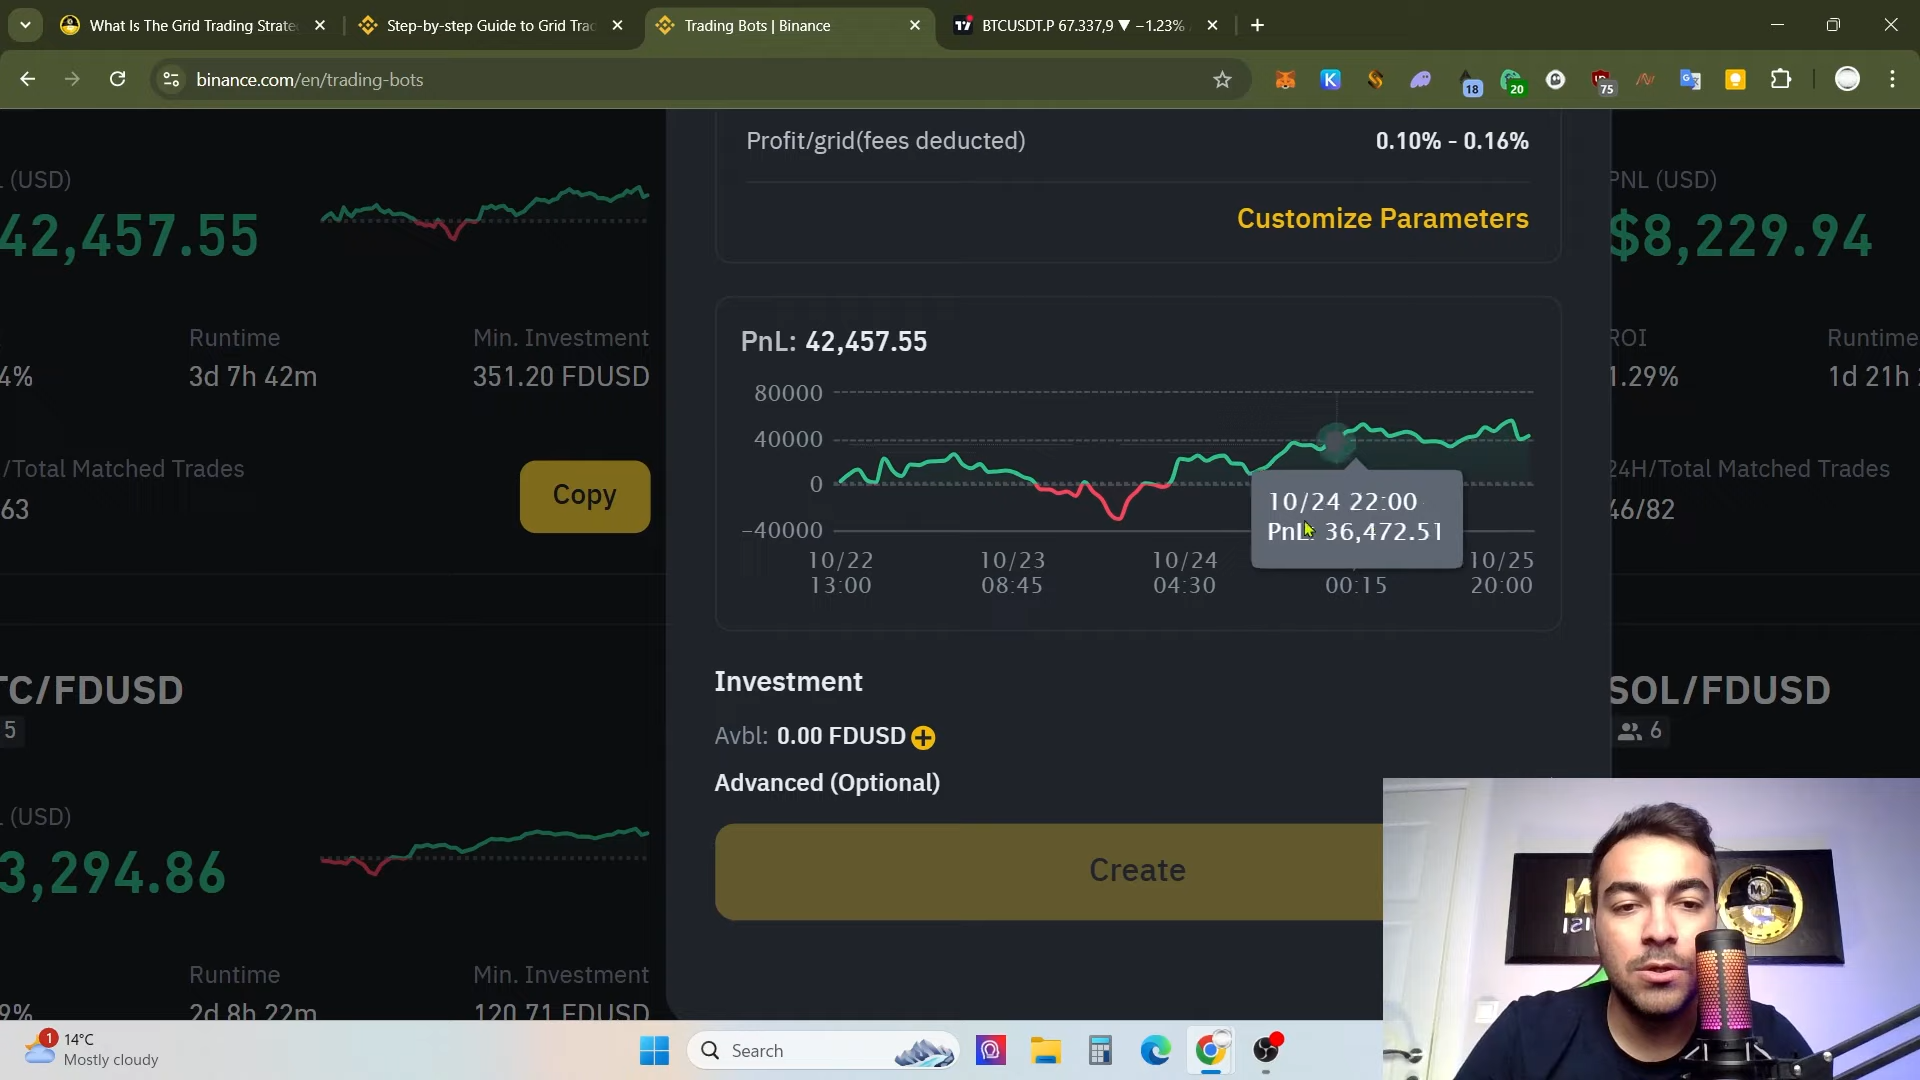 What Is The Grid Trading Strate
Step-by-step Guide to Grid Trac
Trading Bots | Binance
BTCUSDT.P 67.337,9 ▼ −1.23%
binance.com/en/trading-bots
18
20
75
Profit/grid(fees deducted)
0.10% - 0.16%
Customize Parameters
(USD)
42,457.55
Runtime
Min. Investment
4%
3d 7h 42m
351.20 FDUSD
/Total Matched Trades
63
Copy
PnL: 42,457.55
80000
40000
0
−40000
10/24 22:00
PnL: 36,472.51
10/22
13:00
10/23
08:45
10/24
04:30
00:15
10/25
20:00
PNL (USD)
$8,229.94
ROI
Runtime
1.29%
1d 21h
24H/Total Matched Trades
46/82
TC/FDUSD
5
(USD)
3,294.86
Runtime
Min. Investment
9%
2d 8h 22m
120.71 FDUSD
Investment
Avbl: 0.00 FDUSD
Advanced (Optional)
Create
SOL/FDUSD
6
1
14°C
Mostly cloudy
Search